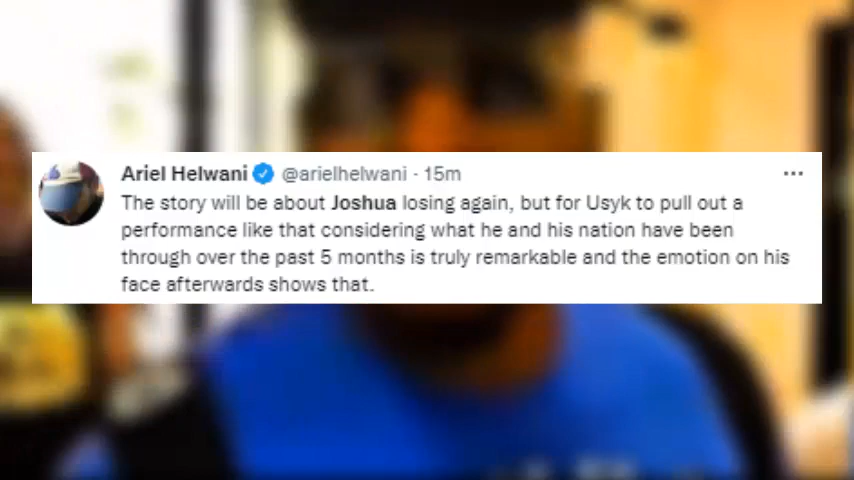 Ariel Helwani @arielhelwani · 15m
The story will be about Joshua losing again, but for Usyk to pull out a
performance like that considering what he and his nation have been
through over the past 5 months is truly remarkable and the emotion on his
face afterwards shows that.